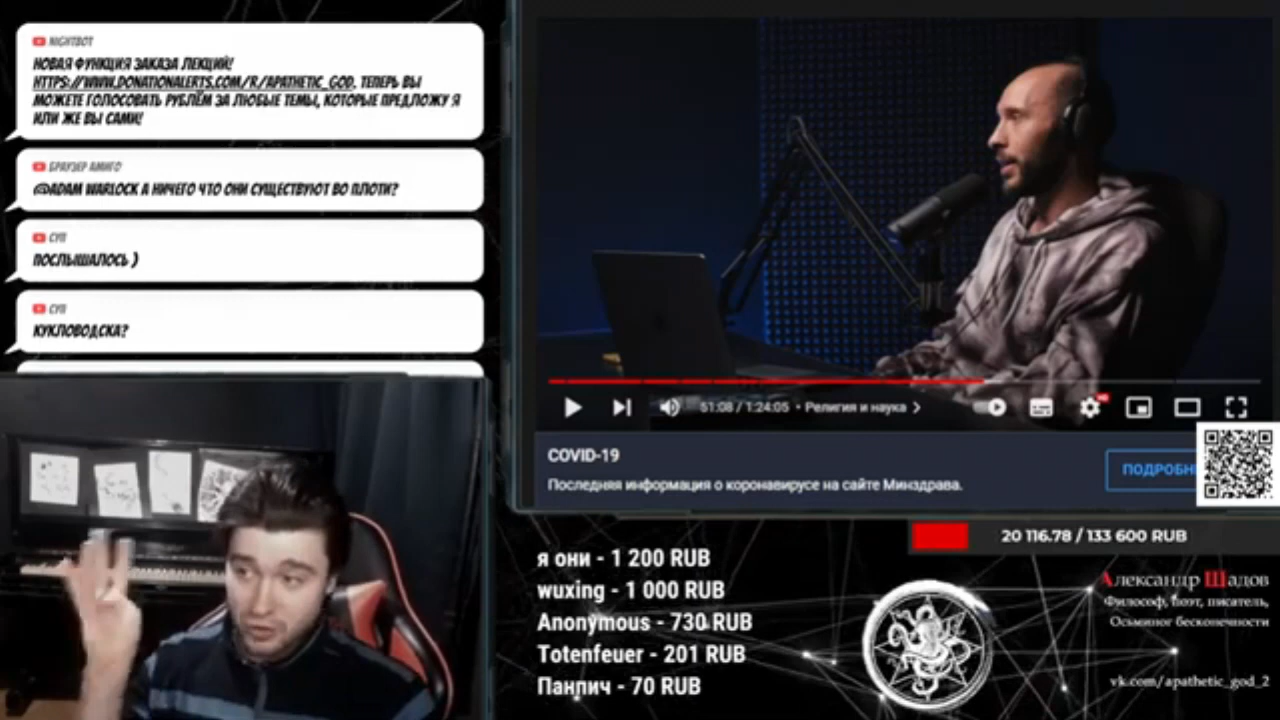 NIGHTBOT
НОВАЯ ФУНКЦИЯ ЗАКАЗА ЛЕКЦИЙ!
HTTPS://WWW.DONATIONALERTS.COM/R/APATHETIC_GOD. ТЕПЕРЬ ВЫ
МОЖЕТЕ ГОЛОСОВАТЬ РУБЛЁМ ЗА ЛЮБЫЕ ТЕМЫ, КОТОРЫЕ ПРЕДЛОЖУ Я
ИЛИ ЖЕ ВЫ САМИ!
БРАУЗЕР АМИГО
@ADAM WARLOCK А НИЧЕГО ЧТО ОНИ СУЩЕСТВУЮТ ВО ПЛОТИ?
СУП
ПОСЛЫШАЛОСЬ )
СУП
КУКЛОВОДСКА?
51:08 / 1:24:05 • Религия и наука
COVID-19
Последняя информация о коронавирусе на сайте Минздрава.
ПОДРОБН
20 116.78 / 133 600 RUB
я они - 1 200 RUB
wuxing - 1 000 RUB
Anonymous - 730 RUB
Totenfeuer - 201 RUB
Панпич - 70 RUB
Александр Шадов
Философ, поэт, писатель,
Осьминог бесконечности
vk.com/apathetic_god_2